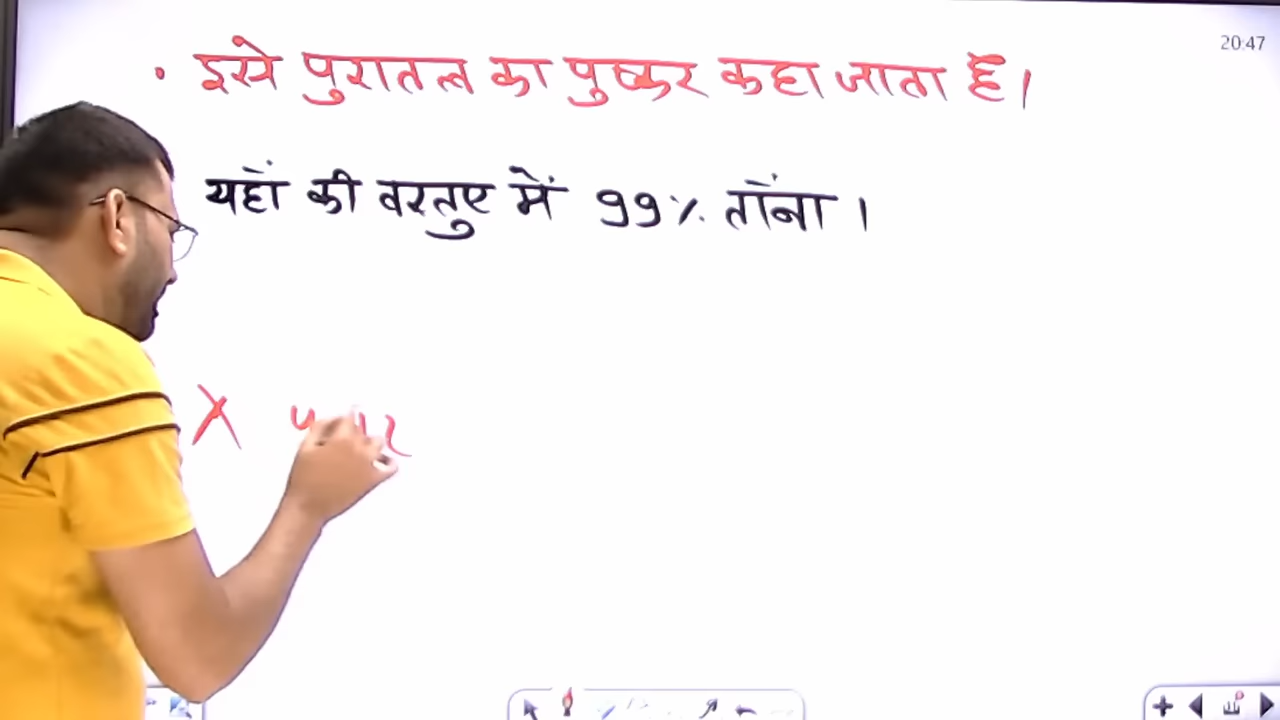 20:47
• इसे पुरातत्व का पुष्कर कहा जाता है।
यहाँ की वस्तुए में 99% ताँबा ।
X